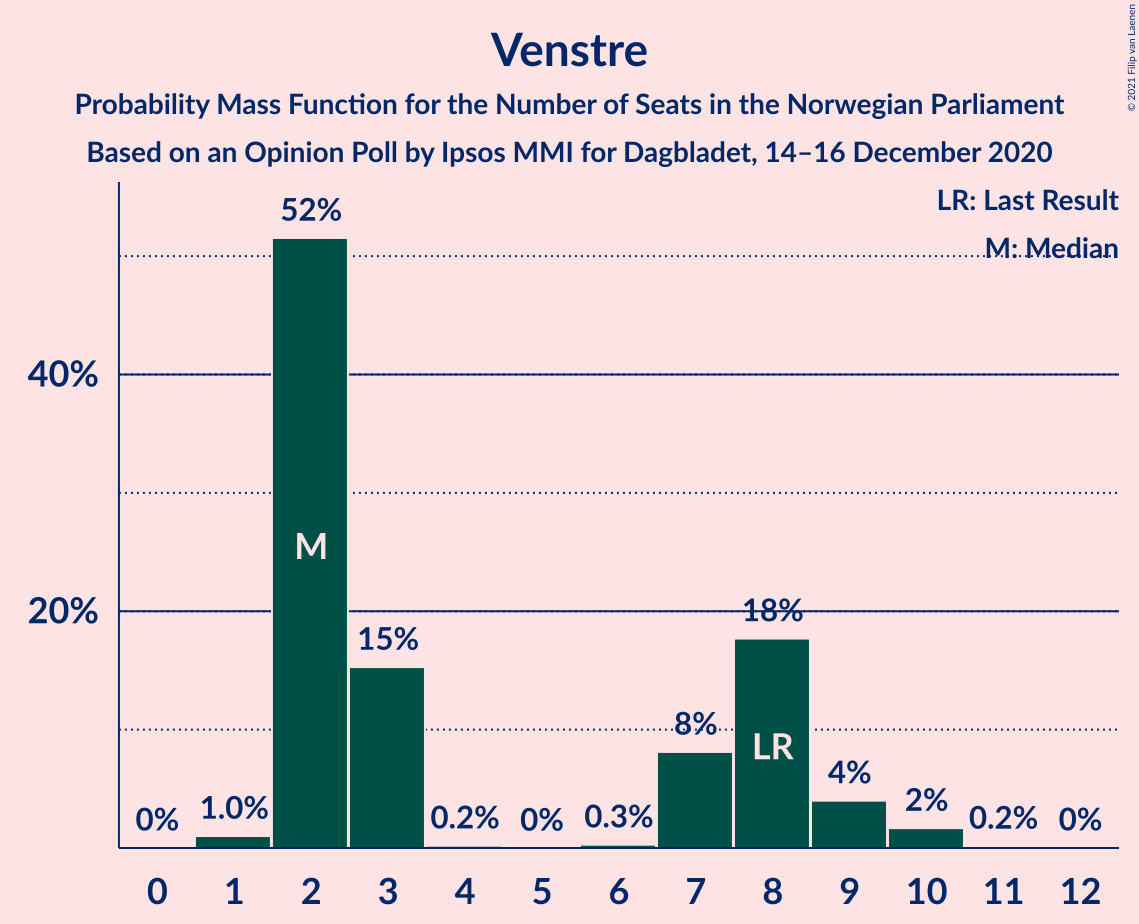 Venstre
Probability Mass Function for the Number of Seats in the Norwegian Parliament
Based on an Opinion Poll by Ipsos MMI for Dagbladet, 14–16 December 2020
© 2021 Filip van Laenen
LR: Last Result
M: Median
52%
40%
M
20%
18%
15%
8%
LR
4%
2%
0%
1.0%
0.2%
0%
0.3%
0.2%
0%
0 1 2 3 4 5 6 7 8 9 10 11 12